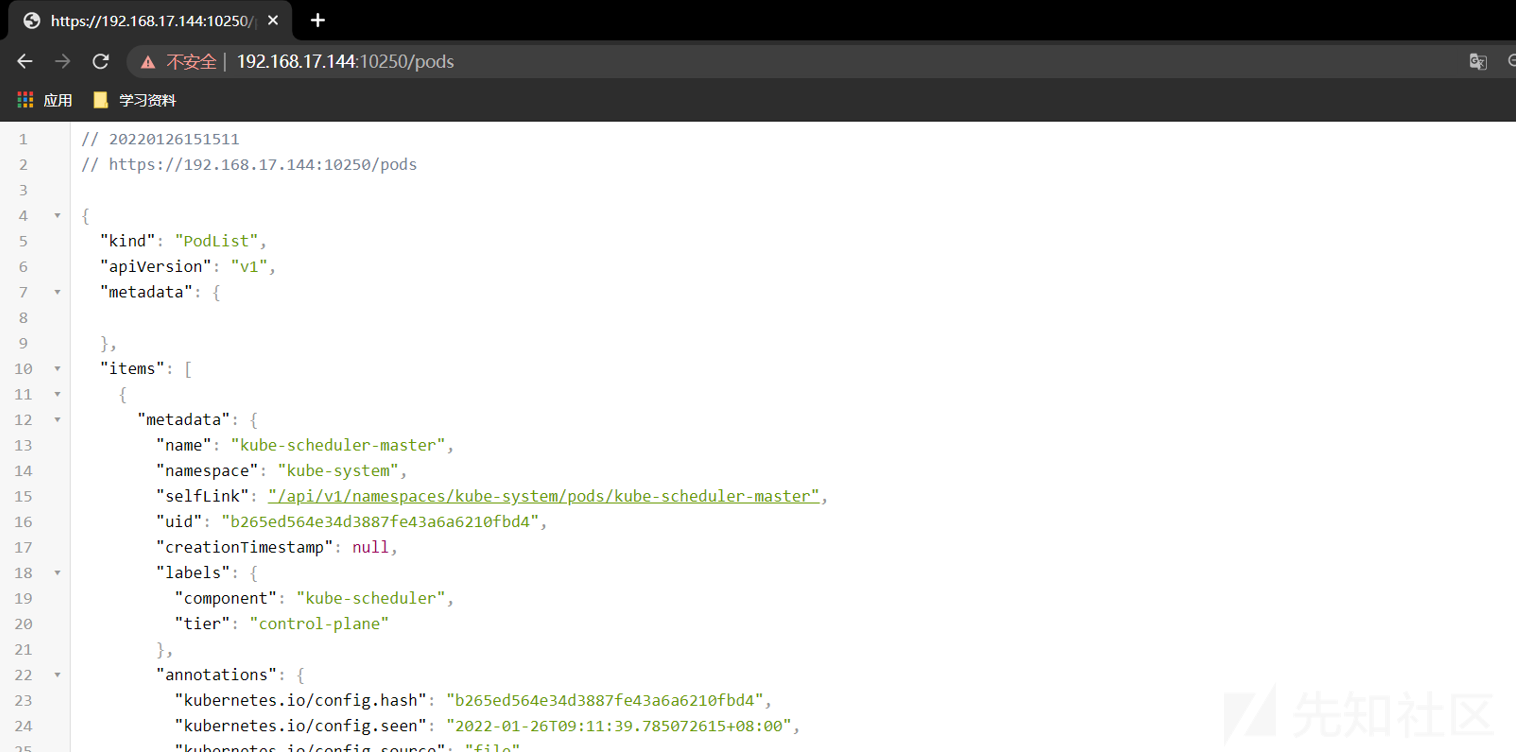 https://192.168.17.144:10250/
不安全 | 192.168.17.144:10250/pods
应用 学习资料
1 // 20220126151511
2 // https://192.168.17.144:10250/pods
3
4 {
5 "kind": "PodList",
6 "apiVersion": "v1",
7 "metadata": {
8
9 },
10 "items": [
11 {
12 "metadata": {
13 "name": "kube-scheduler-master",
14 "namespace": "kube-system",
15 "selfLink": "/api/v1/namespaces/kube-system/pods/kube-scheduler-master",
16 "uid": "b265ed564e34d3887fe43a6a6210fbd4",
17 "creationTimestamp": null,
18 "labels": {
19 "component": "kube-scheduler",
20 "tier": "control-plane"
21 },
22 "annotations": {
23 "kubernetes.io/config.hash": "b265ed564e34d3887fe43a6a6210fbd4",
24 "kubernetes.io/config.seen": "2022-01-26T09:11:39.785072615+08:00",
25 "kubernetes.io/config.source": "file"
先知社区